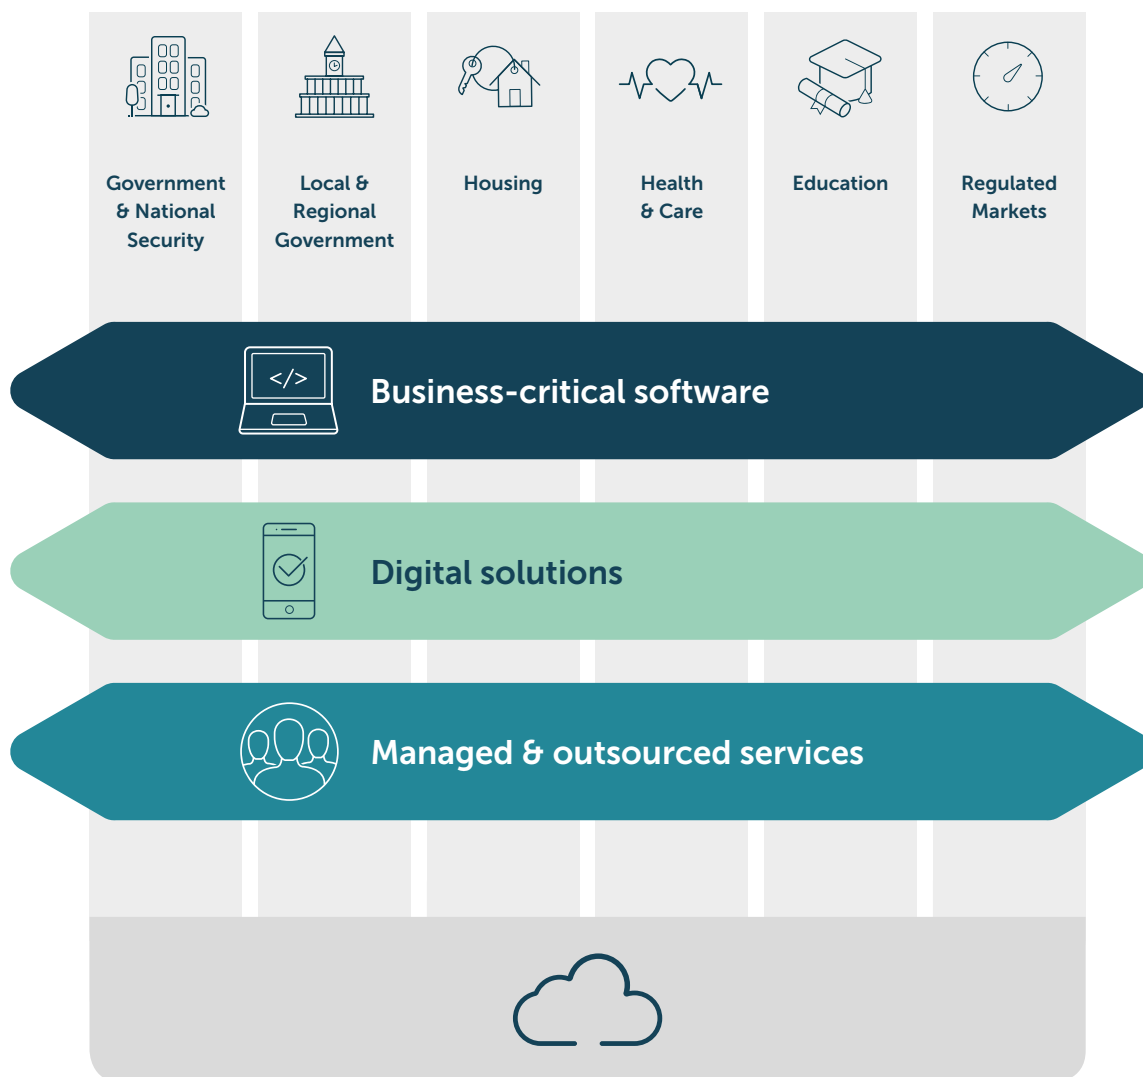 Government
& National
Security
Local &
Regional
Government
Housing
Health
& Care
Education
Regulated
Markets
</>
Business-critical software
Digital solutions
Managed & outsourced services